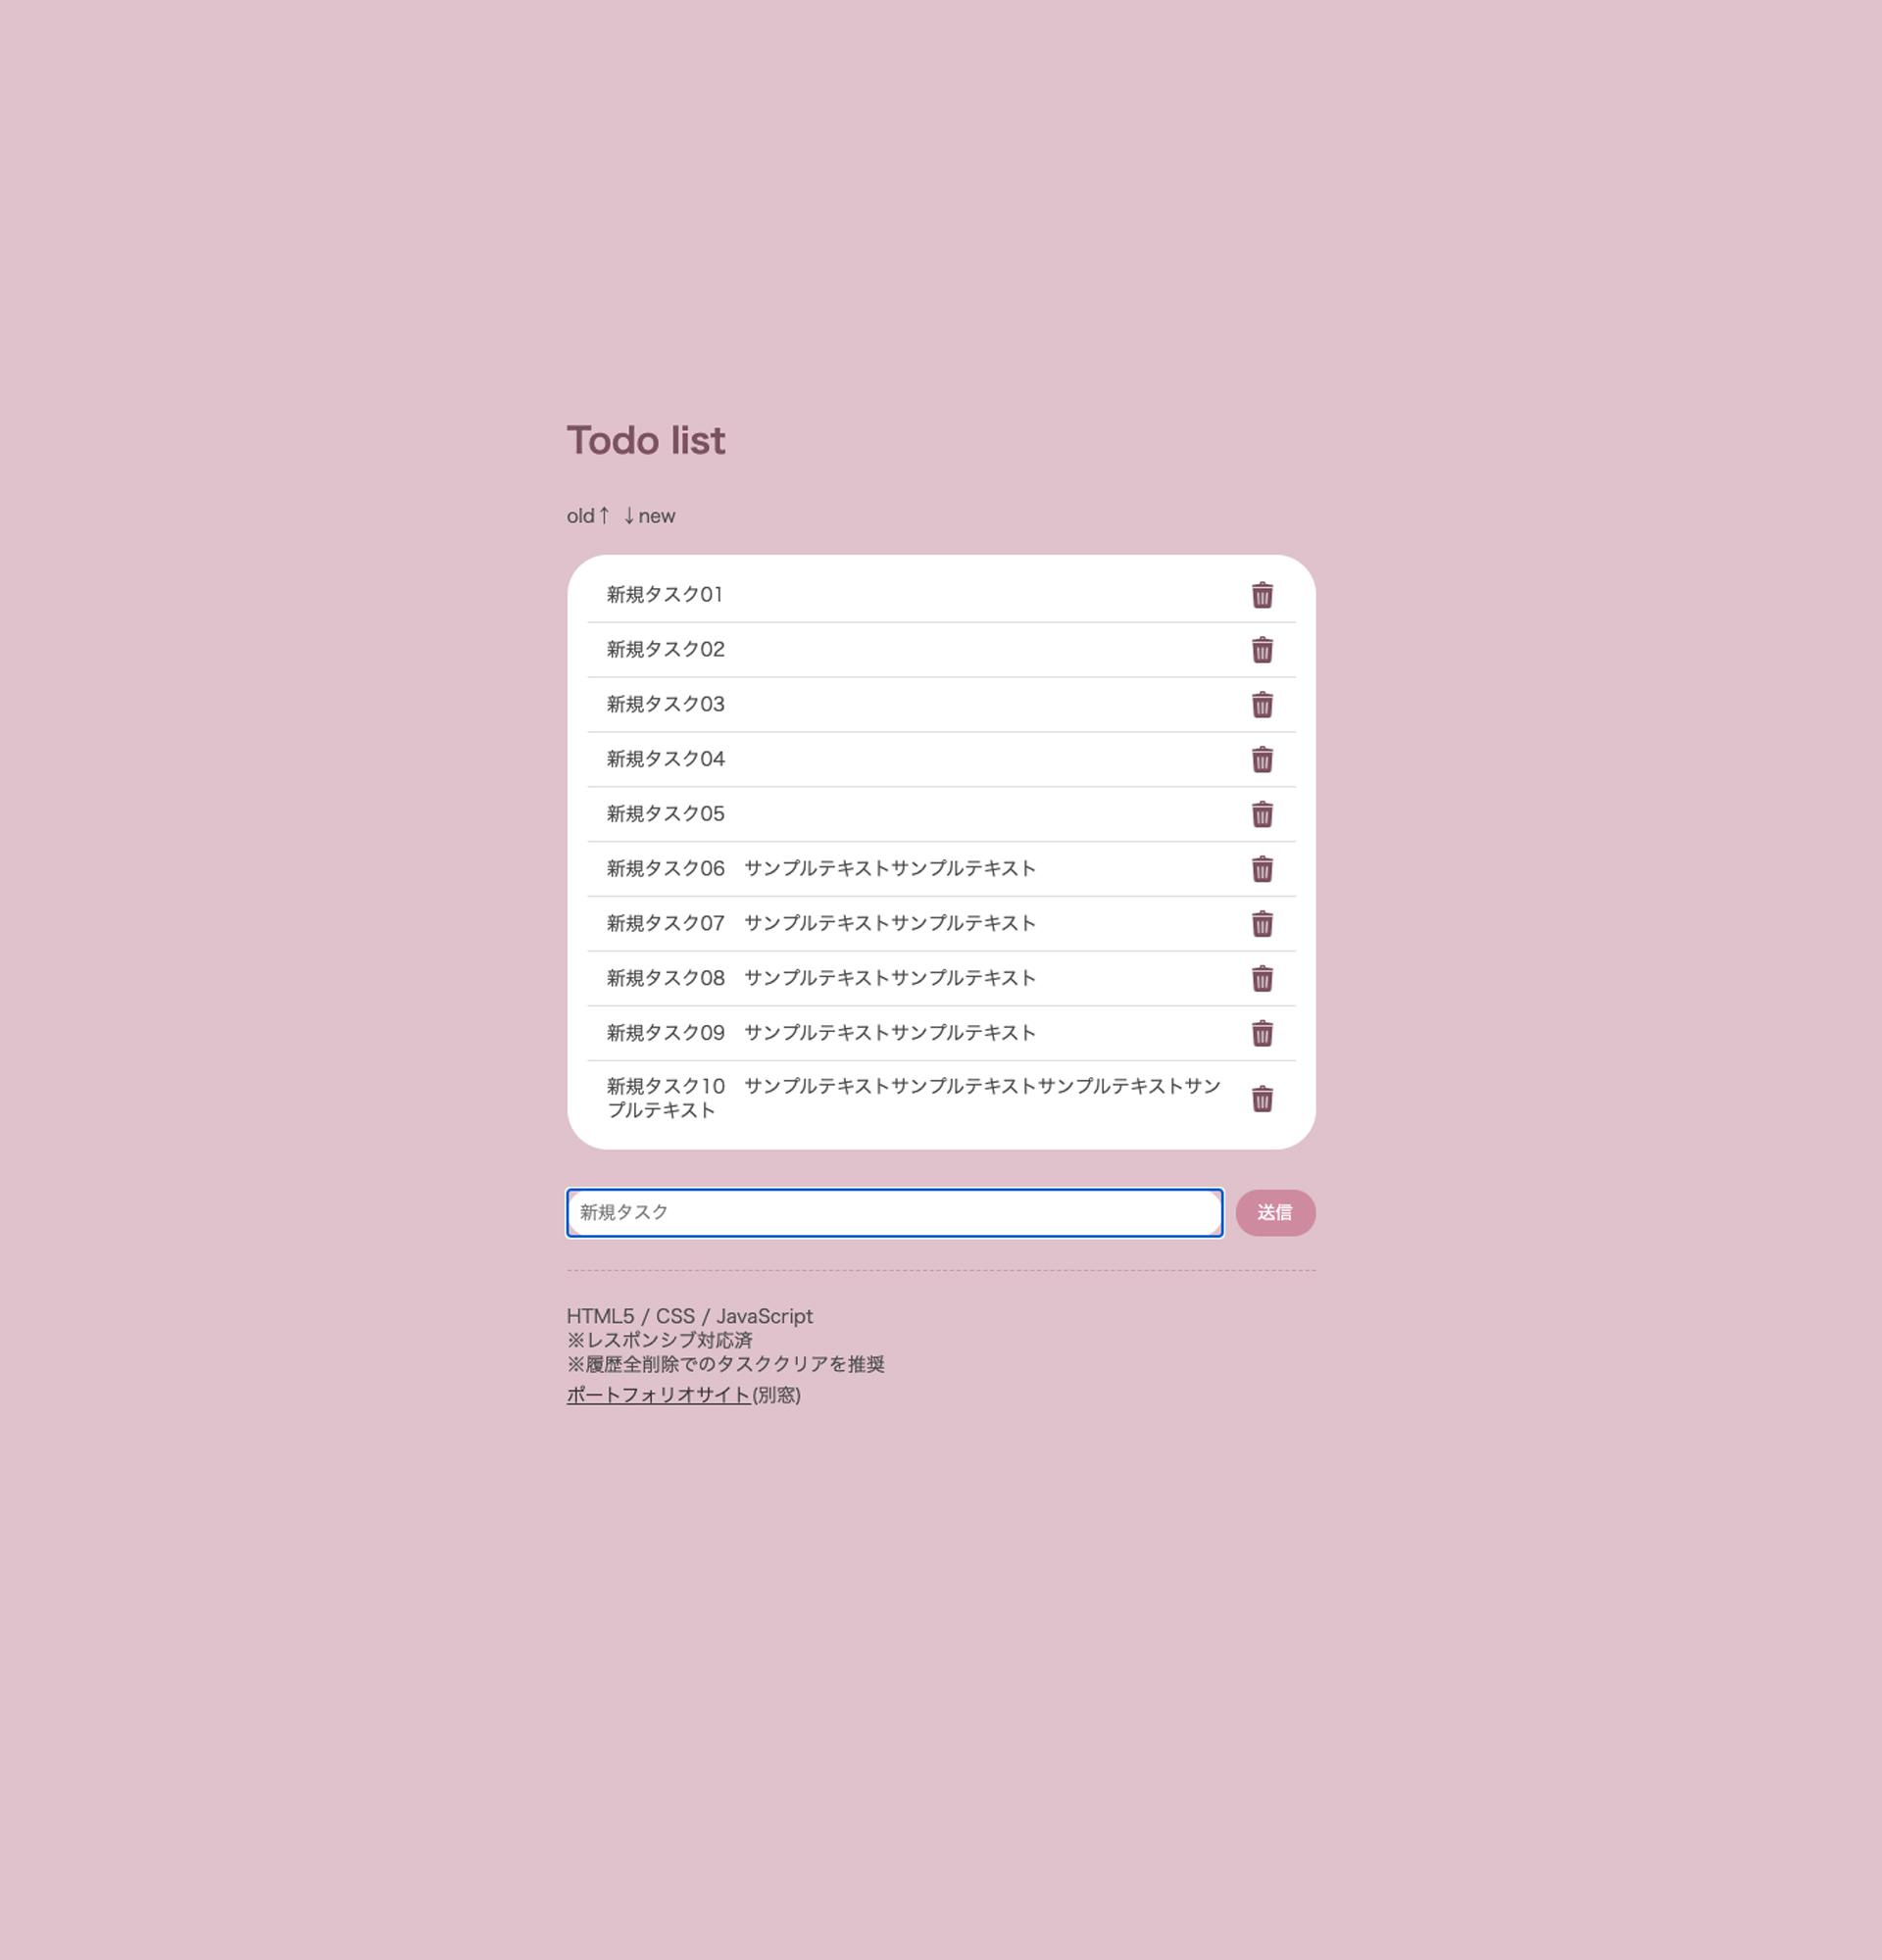 Todo list
old↑ ↓new
新規タスク01
新規タスク02
新規タスク03
新規タスク04
新規タスク05
新規タスク06　サンプルテキストサンプルテキスト
新規タスク07　サンプルテキストサンプルテキスト
新規タスク08　サンプルテキストサンプルテキスト
新規タスク09　サンプルテキストサンプルテキスト
新規タスク10　サンプルテキストサンプルテキストサンプルテキストサン
プルテキスト
新規タスク
送信
HTML5 / CSS / JavaScript
※レスポンシブ対応済
※履歴全削除でのタスククリアを推奨
ポートフォリオサイト(別窓)